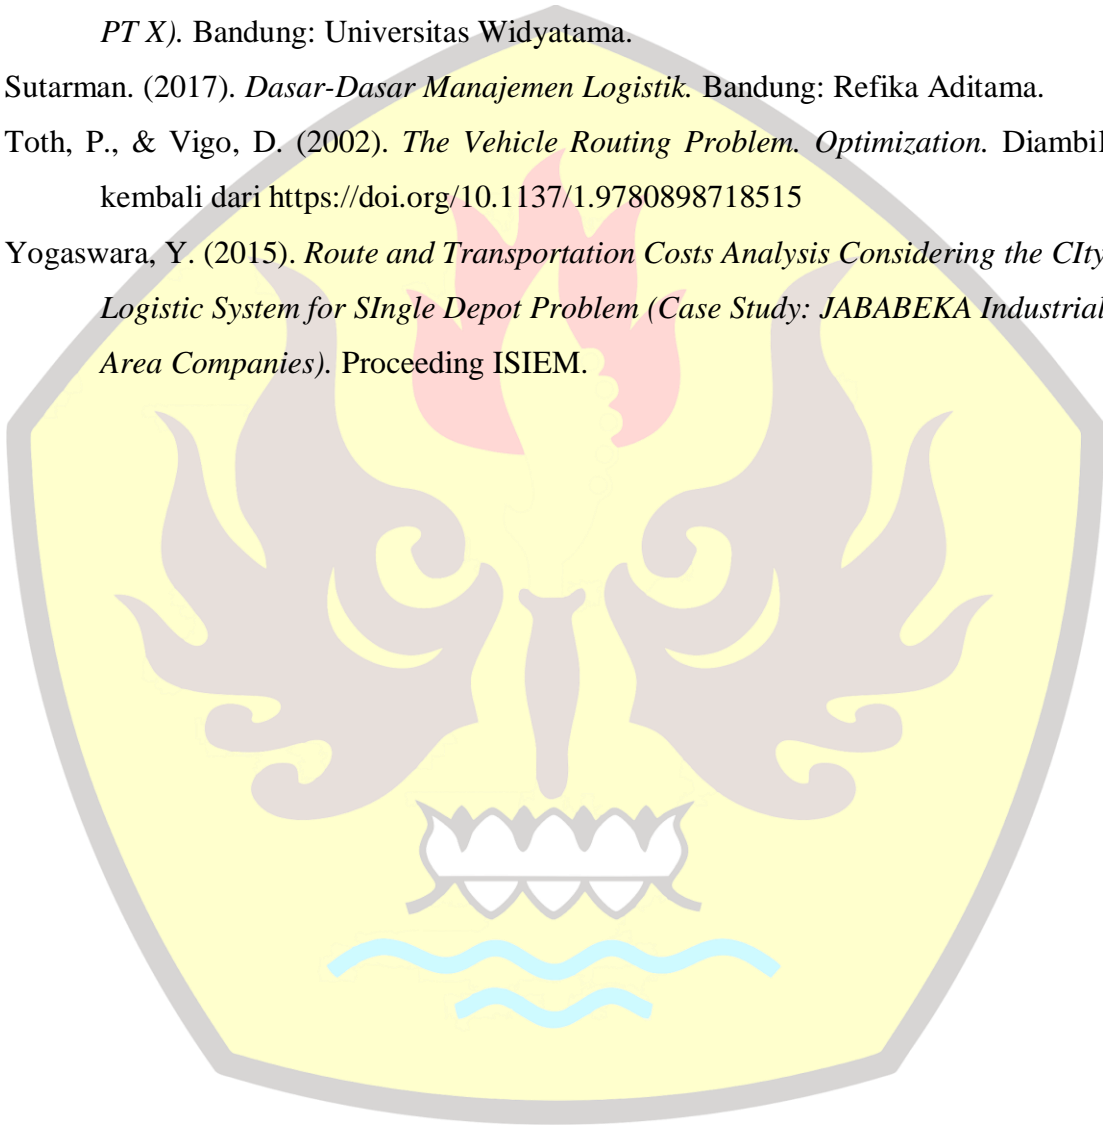 PT X). Bandung: Universitas Widyatama.
Sutarman. (2017). Dasar-Dasar Manajemen Logistik. Bandung: Refika Aditama.
Toth, P., & Vigo, D. (2002). The Vehicle Routing Problem. Optimization. Diambil
kembali dari https://doi.org/10.1137/1.9780898718515
Yogaswara, Y. (2015). Route and Transportation Costs Analysis Considering the CIty
Logistic System for SIngle Depot Problem (Case Study: JABABEKA Industrial
Area Companies). Proceeding ISIEM.